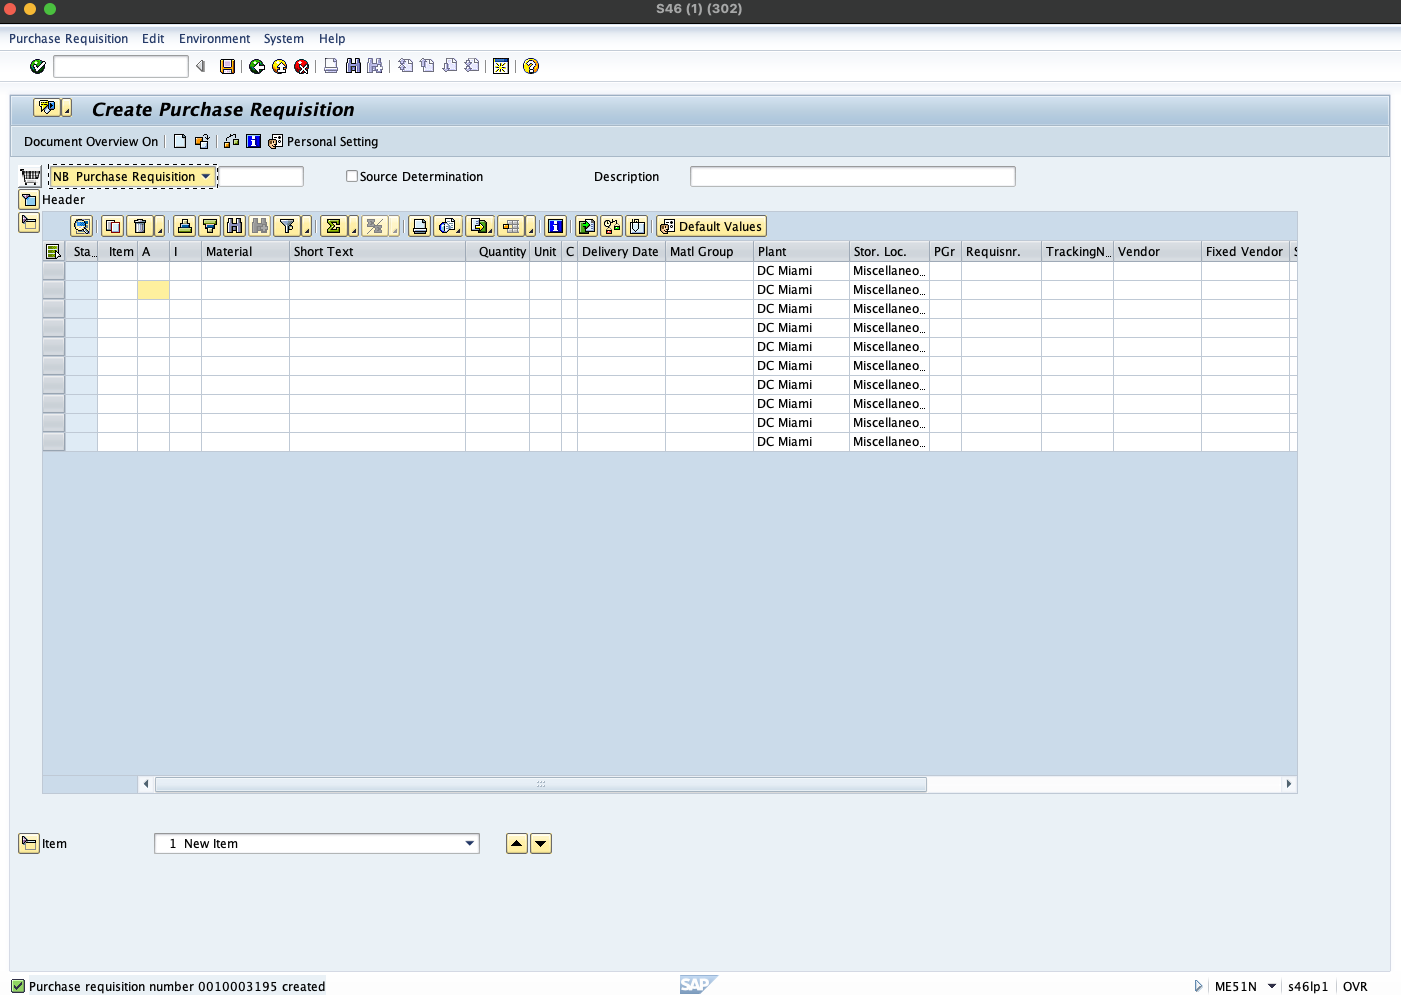 S46 (1) (302)
Purchase Requisition Edit Environment System Help
Create Purchase Requisition
Document Overview On Personal Setting
NB Purchase Requisition Source Determination Description
Header
Default Values
Sta.. Item A I Material Short Text Quantity Unit C Delivery Date Matl Group Plant Stor. Loc. PGr Requisnr. TrackingN.. Vendor Fixed Vendor S
DC Miami Miscellaneo..
DC Miami Miscellaneo..
DC Miami Miscellaneo..
DC Miami Miscellaneo..
DC Miami Miscellaneo..
DC Miami Miscellaneo..
DC Miami Miscellaneo..
DC Miami Miscellaneo..
DC Miami Miscellaneo..
DC Miami Miscellaneo..
Item 1 New Item
Purchase requisition number 0010003195 created SAP ME51N s46lp1 OVR